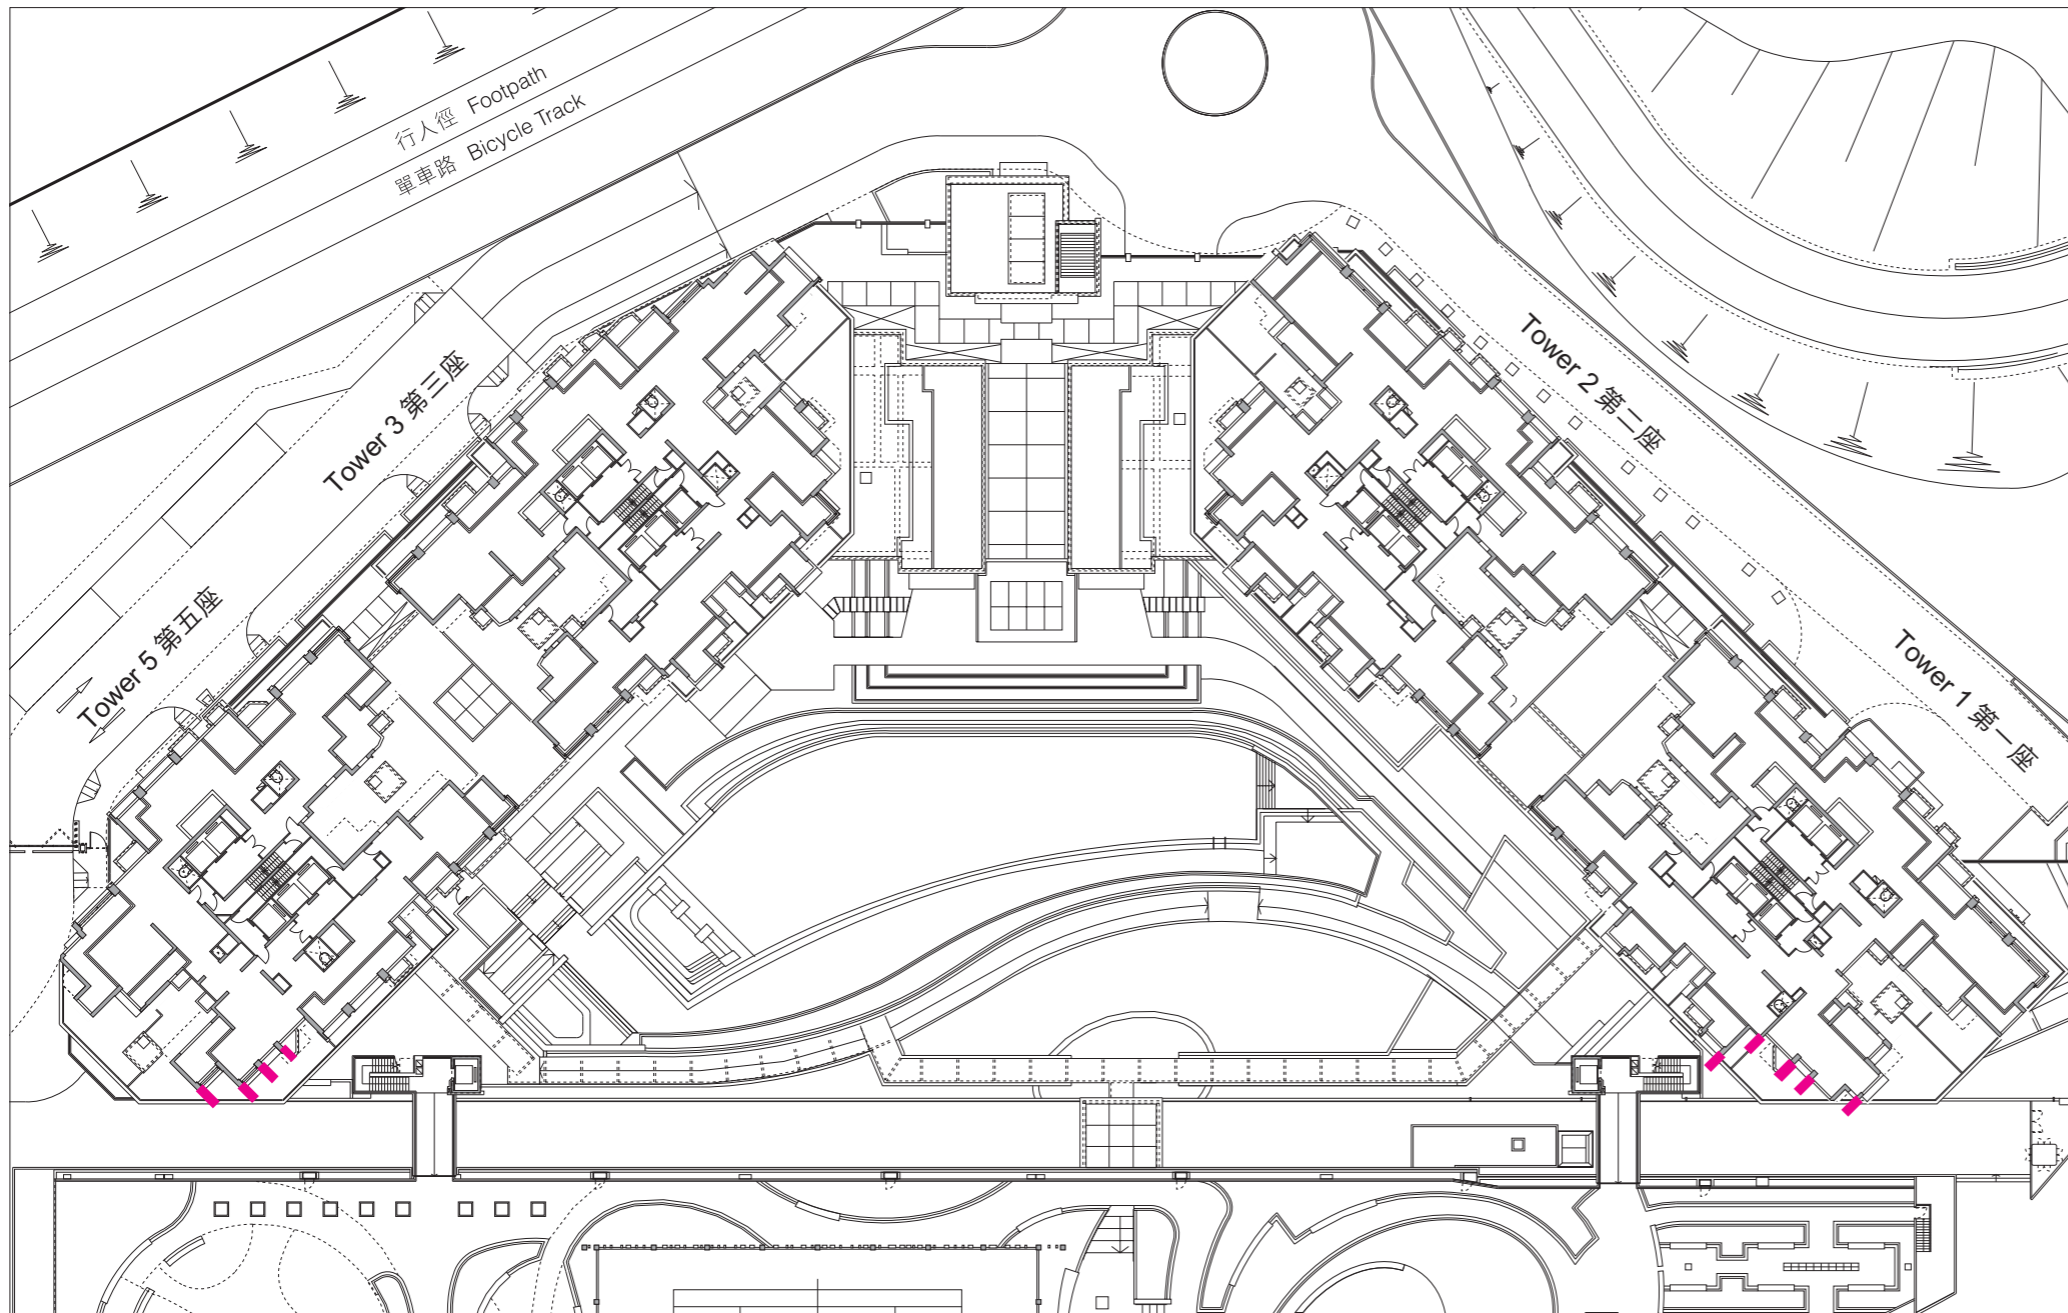 行人徑 Footpath
單車路 Bicycle Track
Tower 3 第三座
Tower 2 第二座
Tower 5 第五座
Tower 1 第一座